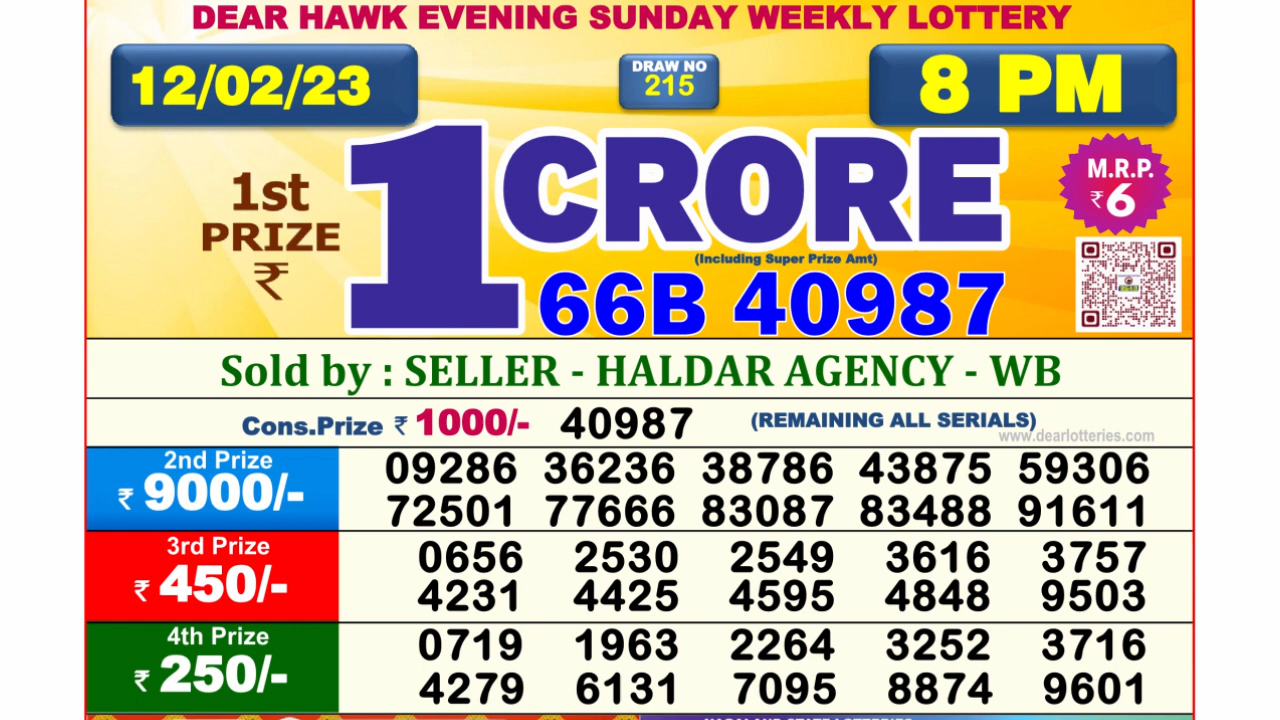 DEAR HAWK EVENING SUNDAY WEEKLY LOTTERY
12/02/23
DRAW NO
215
8 PM
1st
PRIZE
₹
1 CRORE
(Including Super Prize Amt)
66B 40987
M.R.P.
₹ 6
Sold by : SELLER - HALDAR AGENCY - WB
Cons.Prize ₹ 1000/- 40987 (REMAINING ALL SERIALS)
www.dearlotteries.com
2nd Prize
₹ 9000/-
09286 36236 38786 43875 59306
72501 77666 83087 83488 91611
3rd Prize
₹ 450/-
0656 2530 2549 3616 3757
4231 4425 4595 4848 9503
4th Prize
₹ 250/-
0719 1963 2264 3252 3716
4279 6131 7095 8874 9601